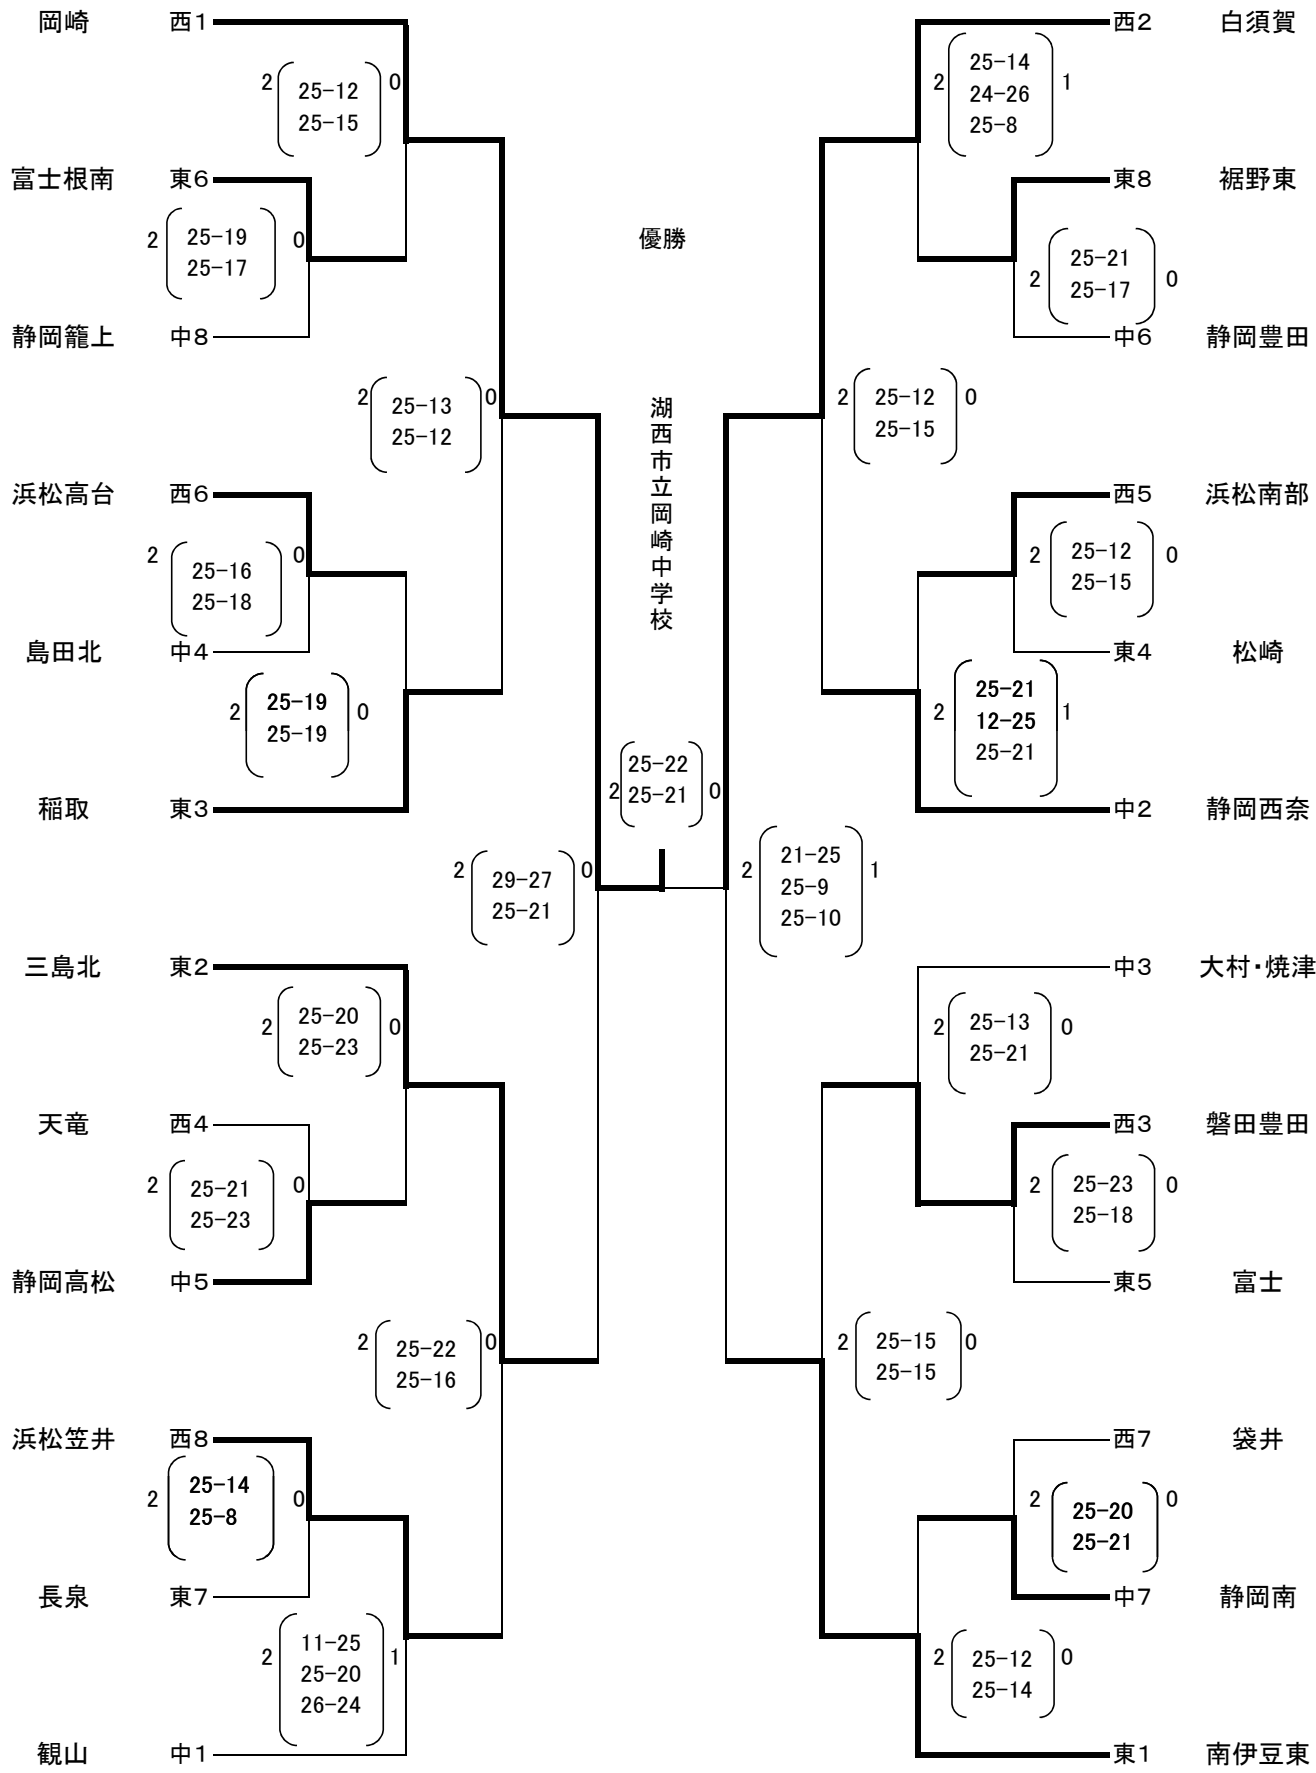 岡崎 西1
2 25-12 0
25-15
富士根南 東6
2 25-19 0
25-17
静岡籠上 中8
2 25-13 0
25-12
浜松高台 西6
2 25-16 0
25-18
島田北 中4
2 25-19 0
25-19
稲取 東3
2 29-27 0
25-21
三島北 東2
2 25-20 0
25-23
天竜 西4
2 25-21 0
25-23
静岡高松 中5
2 25-22 0
25-16
浜松笠井 西8
2 25-14 0
25-8
長泉 東7
2 11-25 1
25-20
26-24
観山 中1
優勝
湖西市立岡崎中学校
25-22
2 25-21 0
西2 白須賀
2 25-14 1
24-26
25-8
東8 裾野東
2 25-21 0
25-17
中6 静岡豊田
2 25-12 0
25-15
西5 浜松南部
2 25-12 0
25-15
東4 松崎
2 25-21 1
12-25
25-21
中2 静岡西奈
2 21-25 1
25-9
25-10
中3 大村・焼津
2 25-13 0
25-21
西3 磐田豊田
2 25-23 0
25-18
東5 富士
2 25-15 0
25-15
西7 袋井
2 25-20 0
25-21
中7 静岡南
2 25-12 0
25-14
東1 南伊豆東